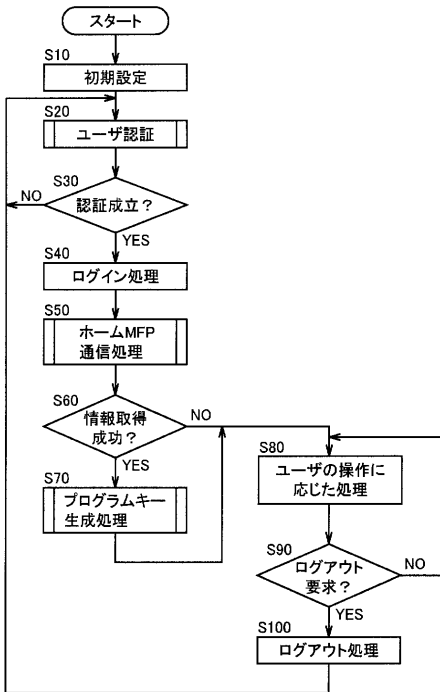 スタート
S10
初期設定
S20
ユーザ認証
S30
NO
認証成立？
YES
S40
ログイン処理
S50
ホームMFP
通信処理
S60
情報取得
成功？
NO
YES
S70
プログラムキー
生成処理
S80
ユーザの操作に
応じた処理
S90
ログアウト
要求？
NO
YES
S100
ログアウト処理